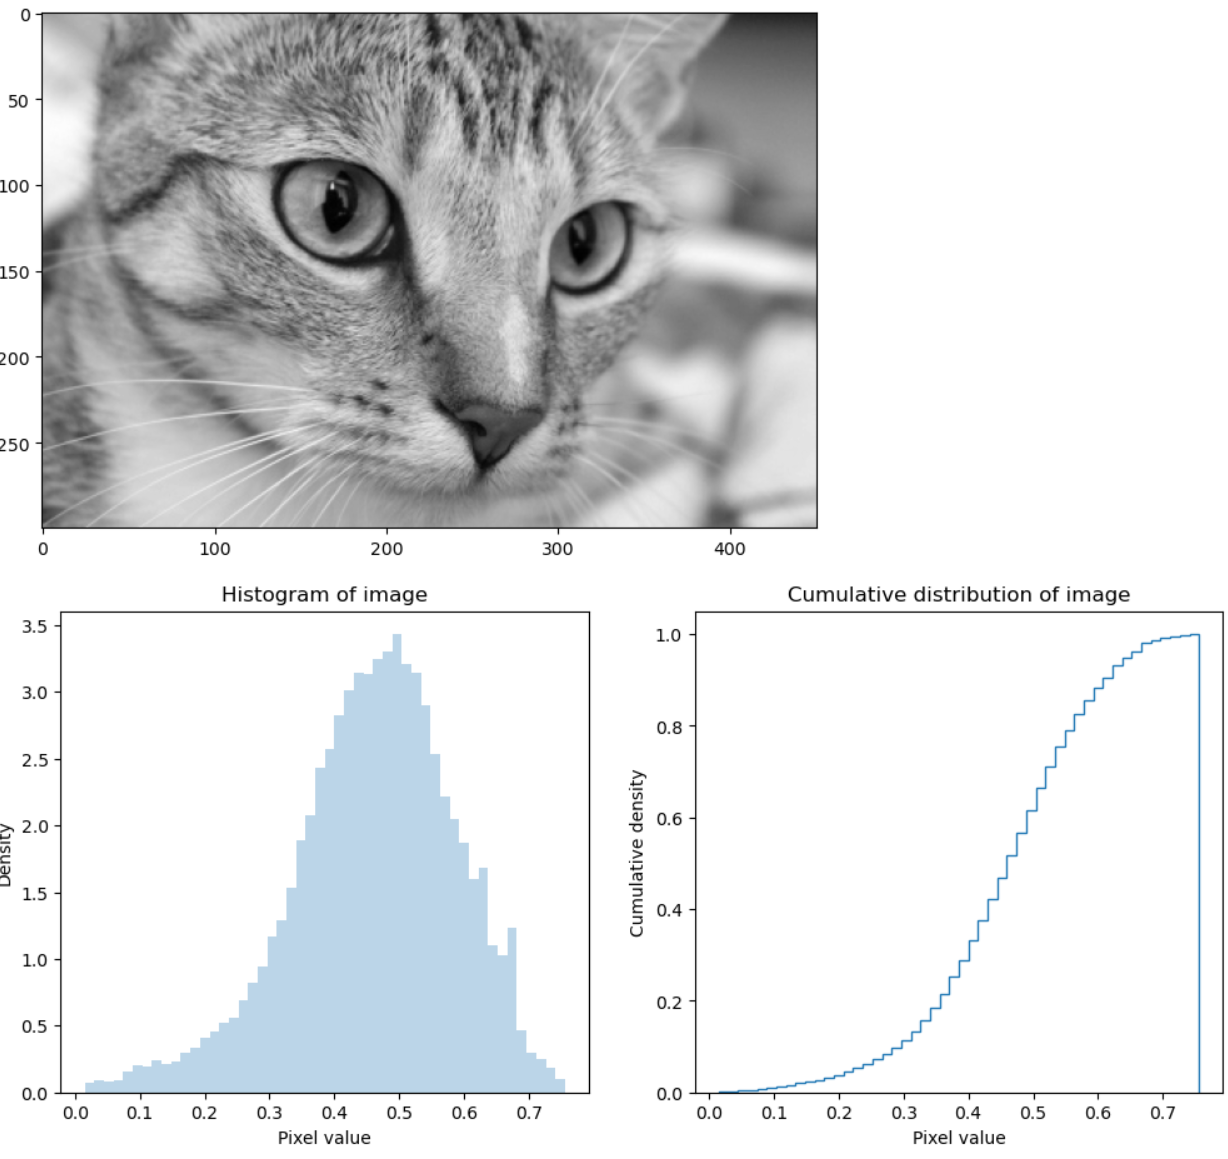 0
50
100
150
200
250
0 100 200 300 400
Histogram of image
3.5
3.0
2.5
2.0
1.5
1.0
0.5
0.0
Density
0.0 0.1 0.2 0.3 0.4 0.5 0.6 0.7
Pixel value
Cumulative distribution of image
1.0
0.8
0.6
0.4
0.2
0.0
Cumulative density
0.0 0.1 0.2 0.3 0.4 0.5 0.6 0.7
Pixel value